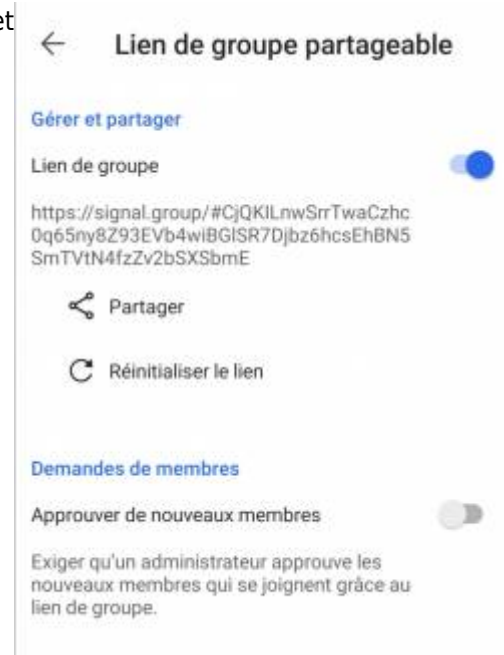 et
Lien de groupe partageable
Gérer et partager
Lien de groupe
https://signal.group/#CjQKILnwSrrTwaCzhc
0q65ny8Z93EVb4wiBGlSR7Djbz6hcsEhBN5
SmTVtN4fzZv2bSXSbmE
Partager
Réinitialiser le lien
Demandes de membres
Approuver de nouveaux membres
Exiger qu'un administrateur approuve les
nouveaux membres qui se joignent grâce au
lien de groupe.